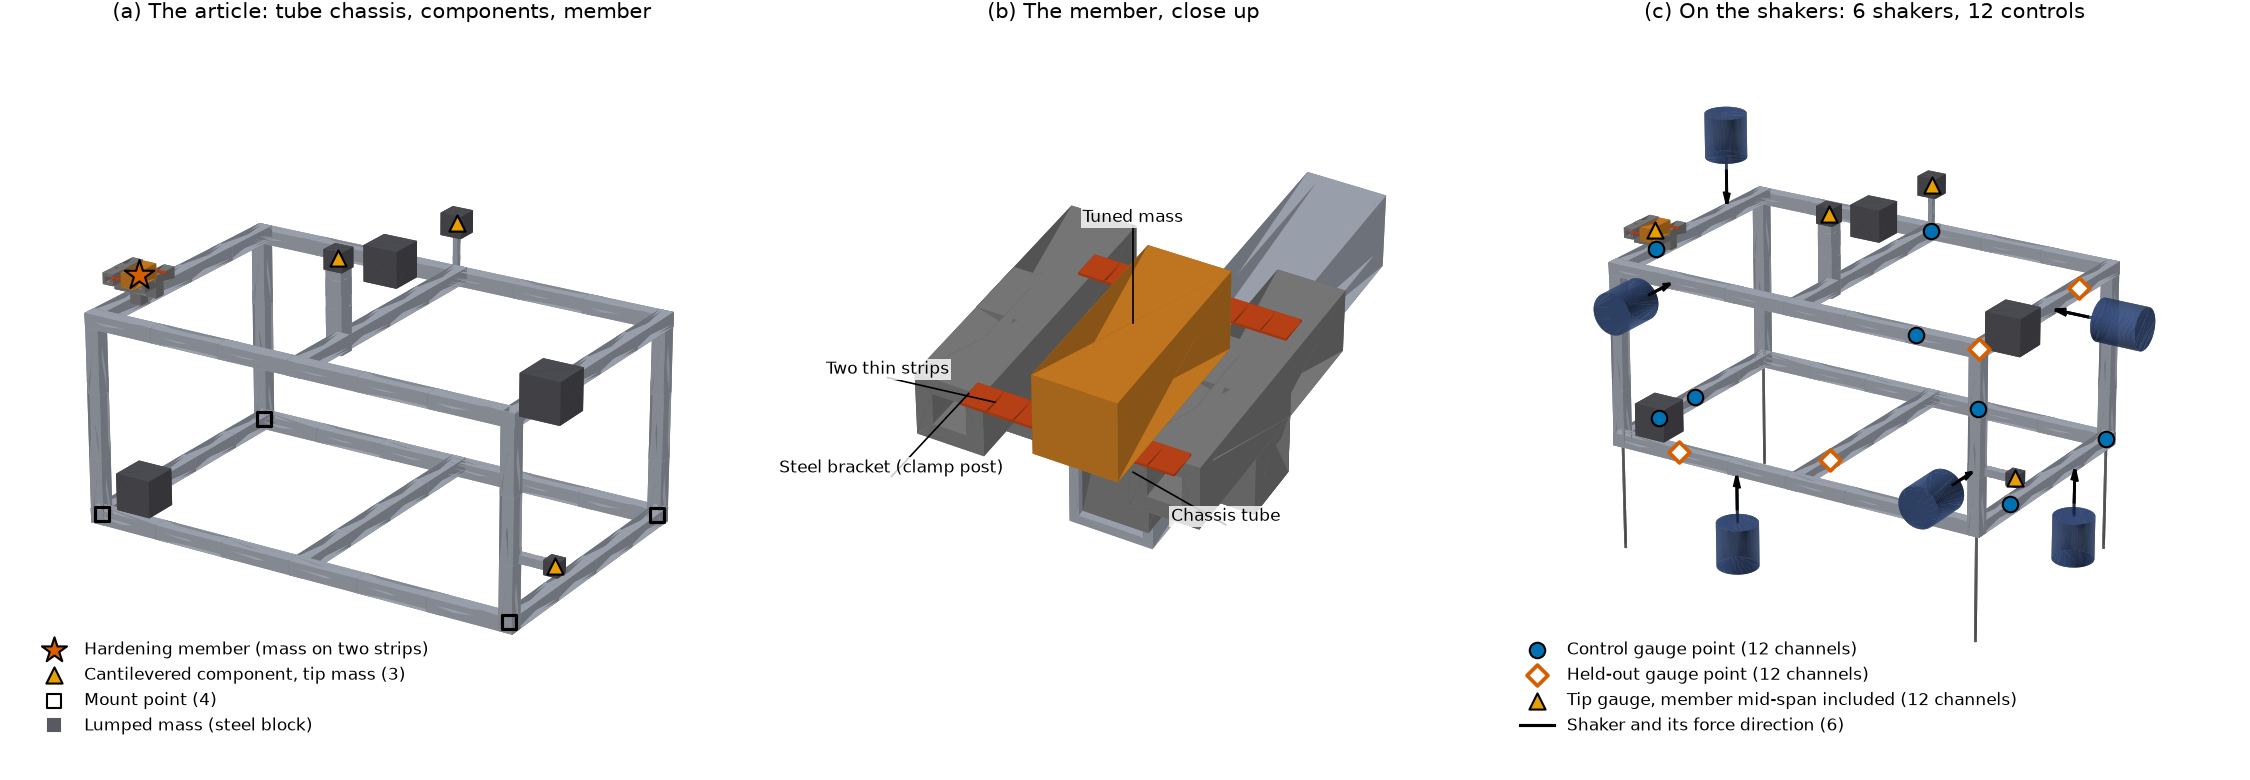 (a) The article: tube chassis, components, member
Hardening member (mass on two strips)
Cantilevered component, tip mass (3)
Mount point (4)
Lumped mass (steel block)
(b) The member, close up
Tuned mass
Two thin strips
Steel bracket (clamp post)
Chassis tube
(c) On the shakers: 6 shakers, 12 controls
Control gauge point (12 channels)
Held-out gauge point (12 channels)
Tip gauge, member mid-span included (12 channels)
Shaker and its force direction (6)